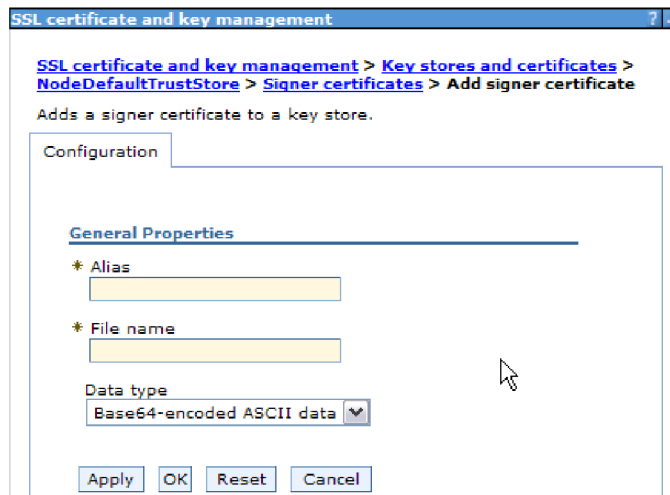 SSL certificate and key management ? -
SSL certificate and key management > Key stores and certificates >
NodeDefaultTrustStore > Signer certificates > Add signer certificate
Adds a signer certificate to a key store.
Configuration
General Properties
* Alias
* File name
Data type
Base64-encoded ASCII data
Apply OK Reset Cancel